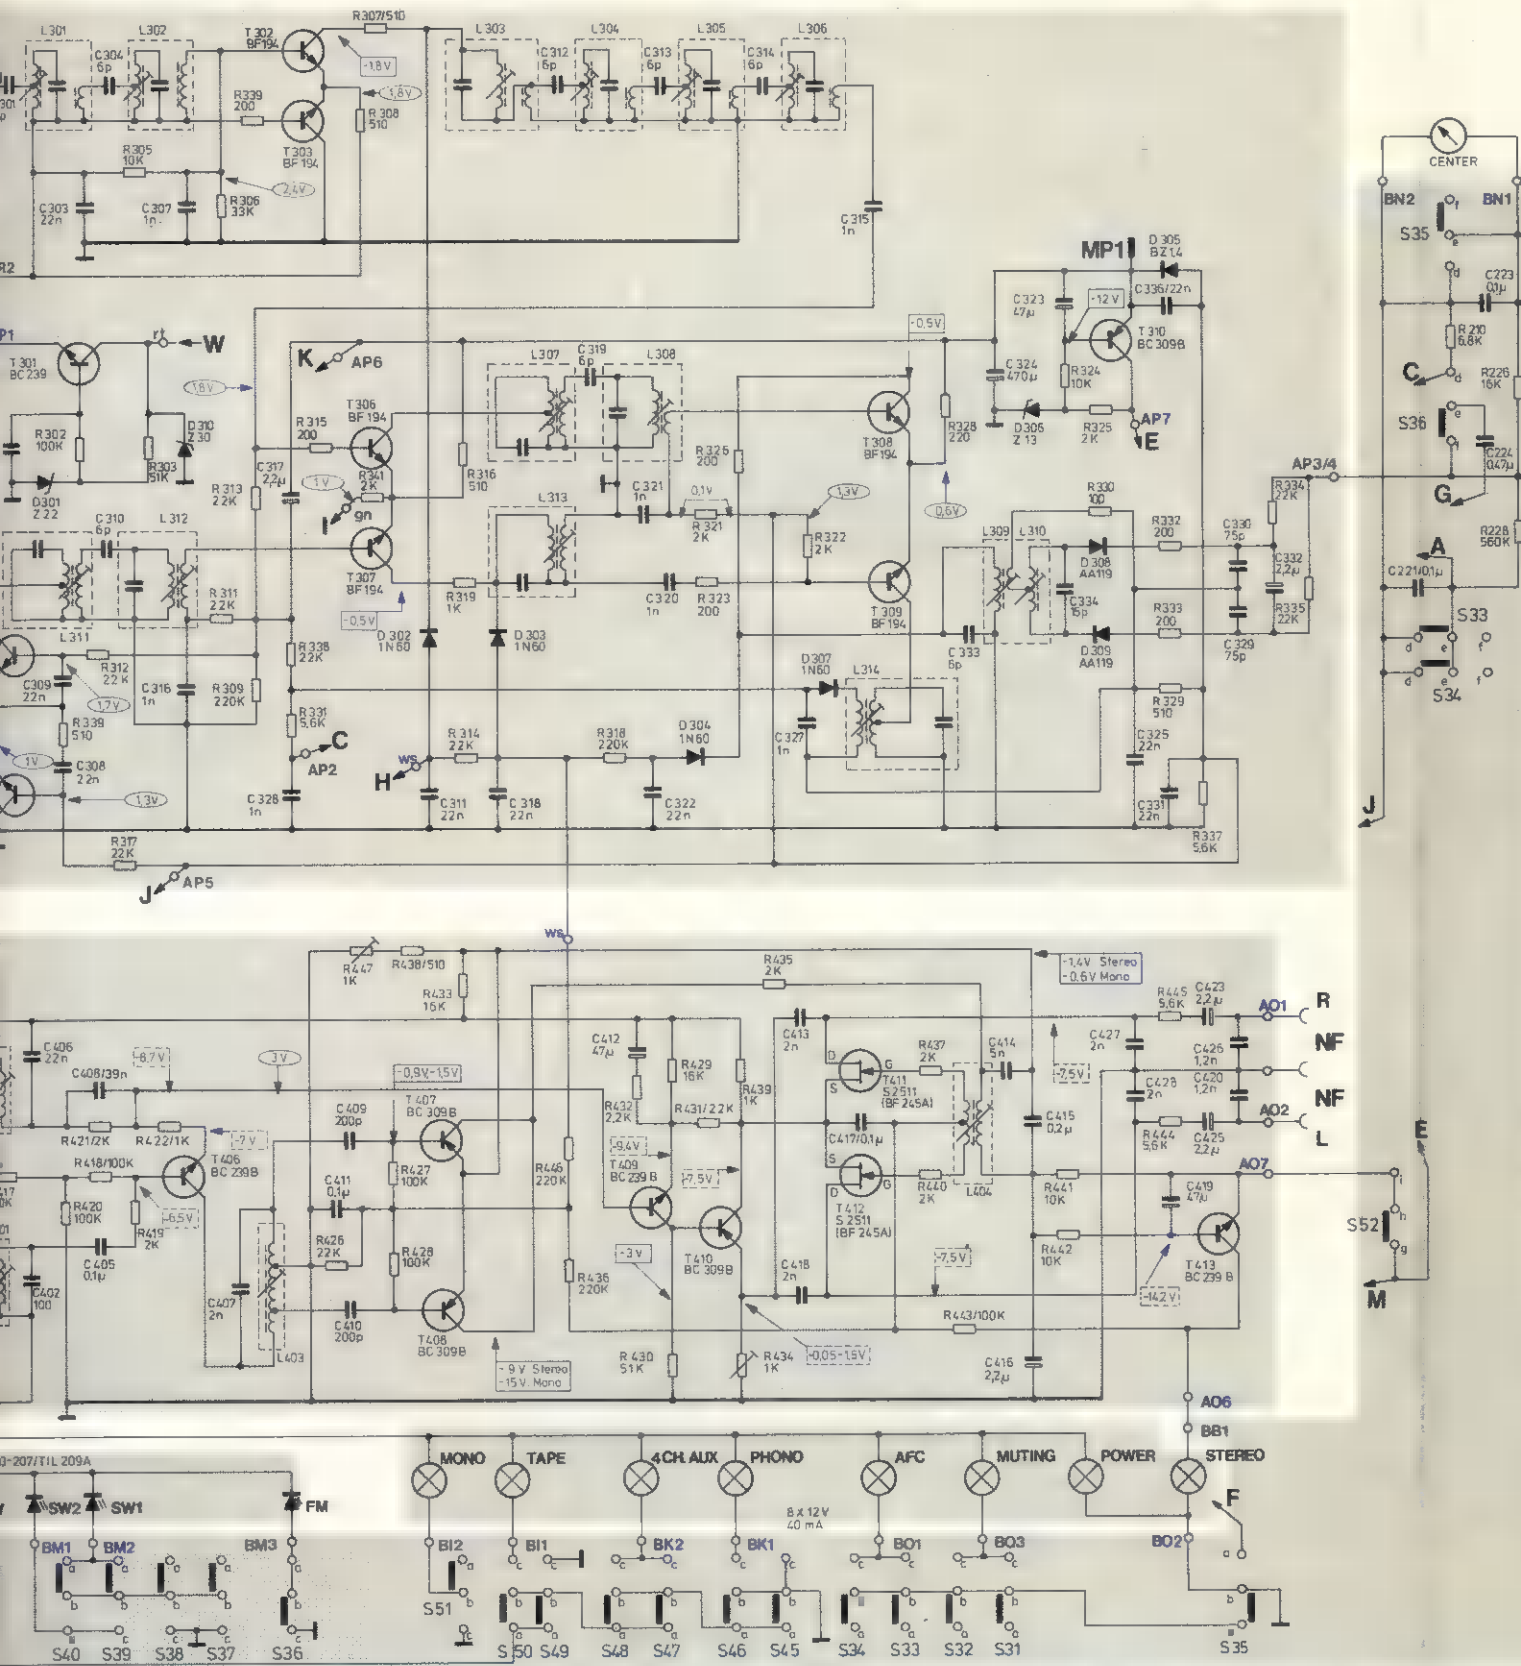 R307/510
L301
L302
T302
BF194
L303
L304
L305
L306
C304
6p
C312
6p
C313
6p
C314
6p
-1,8V
1,8V
301
p
R339
200
R308
510
T303
BF194
R305
10K
2,4V
C303
22n
C307
1n
R306
33K
C315
1n
CENTER
BN2
BN1
S35
f
e
d
R2
MP1
D305
BZ1,4
C323
47µ
-12V
C336/22n
T310
BC309B
C223
0,1µ
P1
T301
BC239
rt
W
K
AP6
-0,5V
L307
C319
6p
L308
C324
470µ
R324
10K
R210
6,8K
1,8V
C
d
R226
16K
T306
BF194
D306
Z13
R325
2K
AP7
E
S36
e
f
R302
100K
R303
51K
D310
Z30
R315
200
R326
200
T308
BF194
R328
220
C224
0,47µ
D301
Z22
C317
2,2µ
R341
2K
1V
R316
510
AP3/4
G
R313
22K
I
gn
C321
1n
0,1V
1,3V
0,6V
R330
100
R334
22K
C310
6p
L312
L313
R321
2K
R322
2K
L309
L310
R332
200
C330
75p
R228
560K
A
T307
BF194
D308
AA119
C332
2,2µ
C221/0,1µ
R311
22K
R319
1K
C320
1n
R323
200
T309
BF194
C334
15p
R333
200
R335
22K
L311
-0,5V
D302
1N60
D303
1N60
C333
6p
D309
AA119
C329
75p
S33
d
e
f
d
e
f
S34
R338
22K
R312
22K
C309
22n
C316
1n
R309
220K
D307
1N60
L314
1,7V
R331
5,6K
R329
510
R339
510
C
AP2
R314
22K
R318
220K
D304
1N60
C327
1n
C325
22n
1V
C308
22n
ws
H
1,3V
C328
1n
C311
22n
C318
22n
C322
22n
C331
22n
R337
5,6K
J
R317
22K
J
AP5
ws
R447
1K
R438/510
R435
2K
-1,4V Stereo
-0,6V Mono
R433
16K
R445
5,6K
C423
2,2µ
AO1
R
C406
22n
-6,7V
3V
C412
47µ
C413
2n
R437
2K
C414
5n
C427
2n
C426
1,2n
NF
C408/39n
R429
16K
R439
1K
D
G
S
T411
S2511
(BF245A)
-7,5V
-0,9V,-1,5V
C428
2n
C420
1,2n
NF
T407
BC309B
R432
2,2K
R431/22K
C409
200p
C417/0,1µ
C415
0,2µ
R444
5,6K
C425
2,2µ
AO2
L
R421/2K
R422/1K
-7V
-9,4V
E
R418/100K
T406
BC239B
R427
100K
R446
220K
T409
BC239B
-7,5V
S
D
G
R440
2K
L404
R441
10K
AO7
i
C411
0,1µ
T412
S2511
(BF245A)
C419
47µ
R420
100K
-6,5V
R419
2K
R426
22K
R428
100K
S52
h
g
C405
0,1µ
-3V
T410
BC309B
C418
2n
-7,5V
R442
10K
T413
BC239B
C402
100
R436
220K
-14,2V
M
C407
2n
C410
200p
T408
BC309B
R443/100K
L403
-9V Stereo
-15V. Mono
R430
51K
R434
1K
-0,05-1,5V
C416
2,2µ
AO6
BB1
0-207/TIL 209A
MONO
TAPE
4CH.AUX
PHONO
AFC
MUTING
POWER
STEREO
SW2
SW1
FM
8 X 12V
40 mA
F
BM1
BM2
BM3
BI2
BI1
BK2
BK1
BO1
BO3
BO2
S51
S40
S39
S38
S37
S36
S50
S49
S48
S47
S46
S45
S34
S33
S32
S31
S35